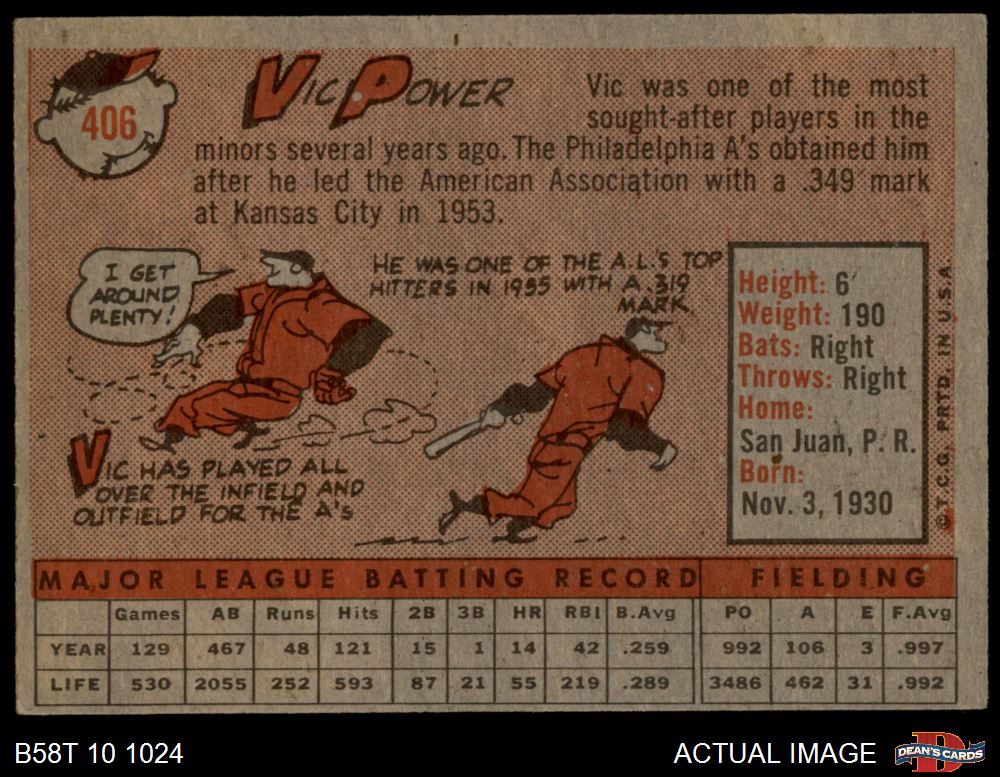 406
VIC POWER
Vic was one of the most
sought-after players in the
minors several years ago. The Philadelphia A's obtained him
after he led the American Association with a .349 mark
at Kansas City in 1953.
I GET
AROUND
PLENTY!
HE WAS ONE OF THE A.L.'S TOP
HITTERS IN 1955 WITH A .319
MARK
VIC HAS PLAYED ALL
OVER THE INFIELD AND
OUTFIELD FOR THE A's
Height: 6'
Weight: 190
Bats: Right
Throws: Right
Home:
San Juan, P. R.
Born:
Nov. 3, 1930
© T.C.G. PRTD. IN U.S.A.
MAJOR LEAGUE BATTING RECORD FIELDING
Games AB Runs Hits 2B 3B HR RBI B.Avg PO A E F.Avg
YEAR 129 467 48 121 15 1 14 42 .259 992 106 3 .997
LIFE 530 2055 252 593 87 21 55 219 .289 3486 462 31 .992
B58T 10 1024
ACTUAL IMAGE
DEAN'S CARDS